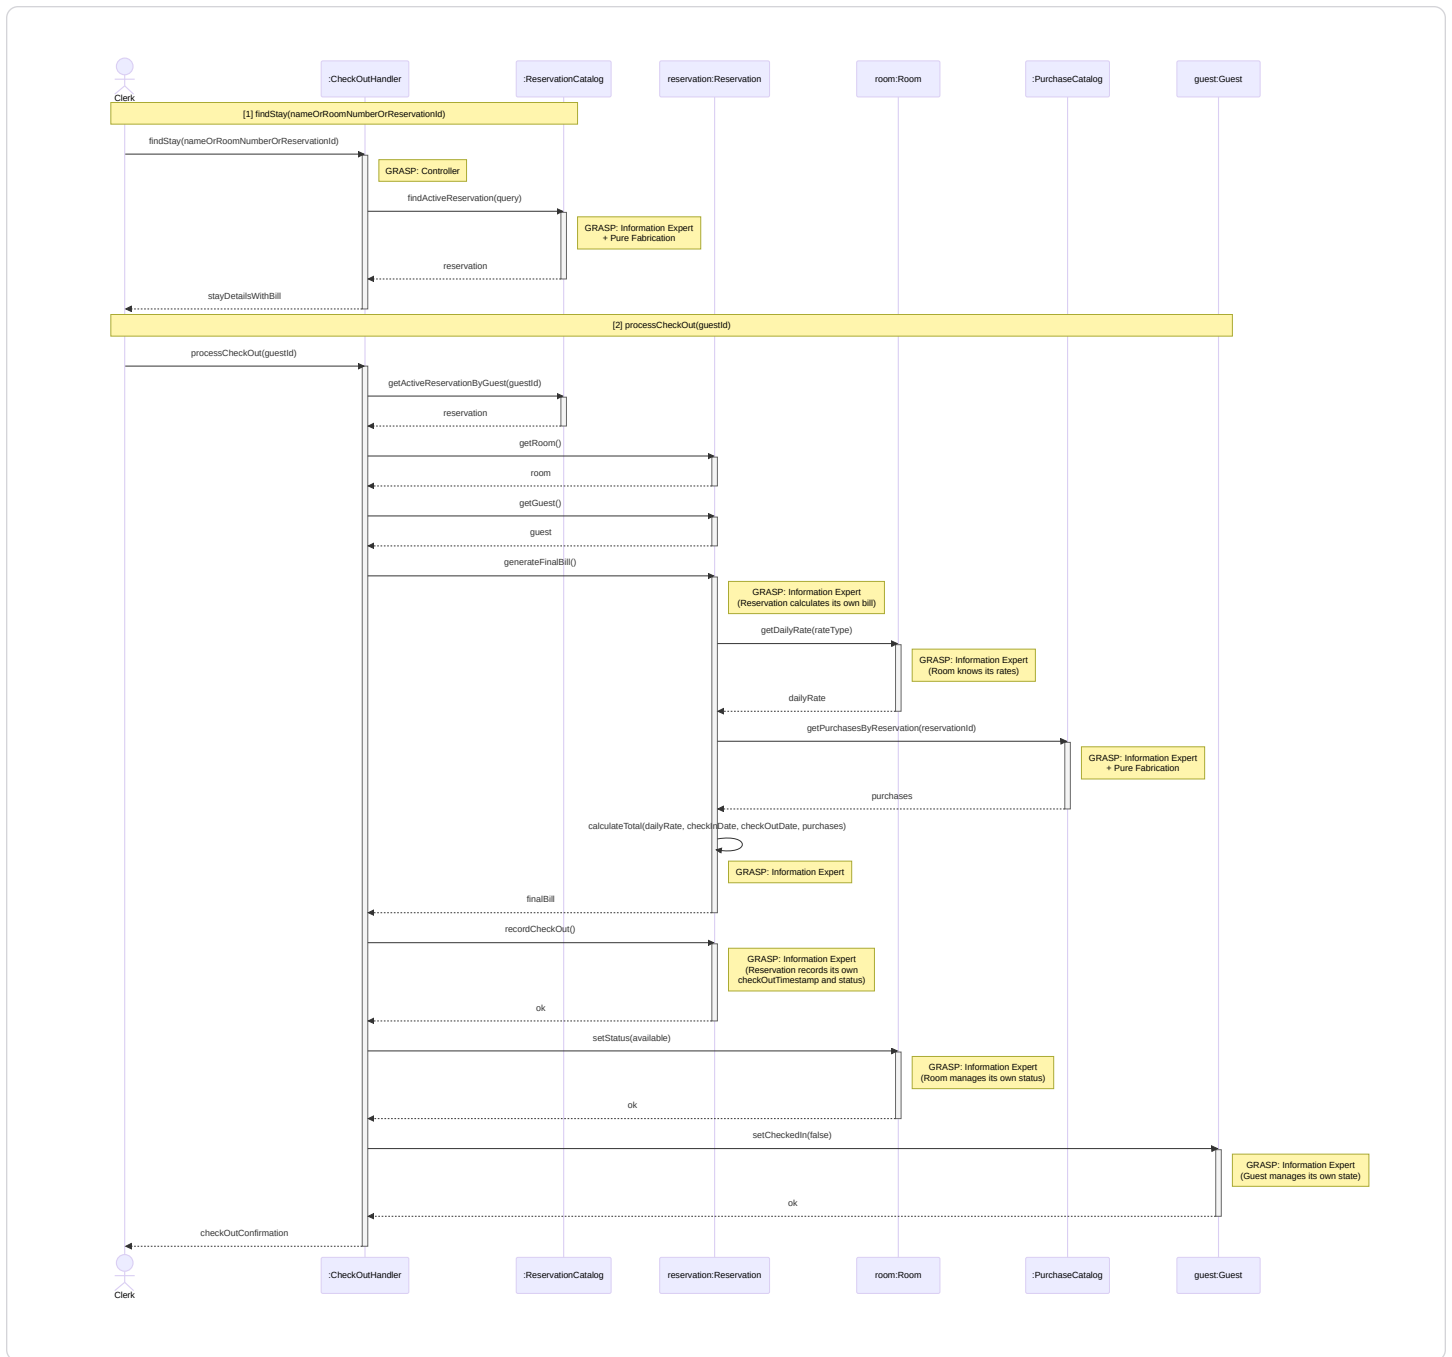 :CheckOutHandler
:ReservationCatalog
reservation:Reservation
room:Room
:PurchaseCatalog
guest:Guest
Clerk
[1] findStay(nameOrRoomNumberOrReservationId)
findStay(nameOrRoomNumberOrReservationId)
GRASP: Controller
findActiveReservation(query)
GRASP: Information Expert
+ Pure Fabrication
reservation
stayDetailsWithBill
[2] processCheckOut(guestId)
processCheckOut(guestId)
getActiveReservationByGuest(guestId)
reservation
getRoom()
room
getGuest()
guest
generateFinalBill()
GRASP: Information Expert
(Reservation calculates its own bill)
getDailyRate(rateType)
GRASP: Information Expert
(Room knows its rates)
dailyRate
getPurchasesByReservation(reservationId)
GRASP: Information Expert
+ Pure Fabrication
purchases
calculateTotal(dailyRate, checkInDate, checkOutDate, purchases)
GRASP: Information Expert
finalBill
recordCheckOut()
GRASP: Information Expert
(Reservation records its own
checkOutTimestamp and status)
ok
setStatus(available)
GRASP: Information Expert
(Room manages its own status)
ok
setCheckedIn(false)
GRASP: Information Expert
(Guest manages its own state)
ok
checkOutConfirmation
:CheckOutHandler
:ReservationCatalog
reservation:Reservation
room:Room
:PurchaseCatalog
guest:Guest
Clerk